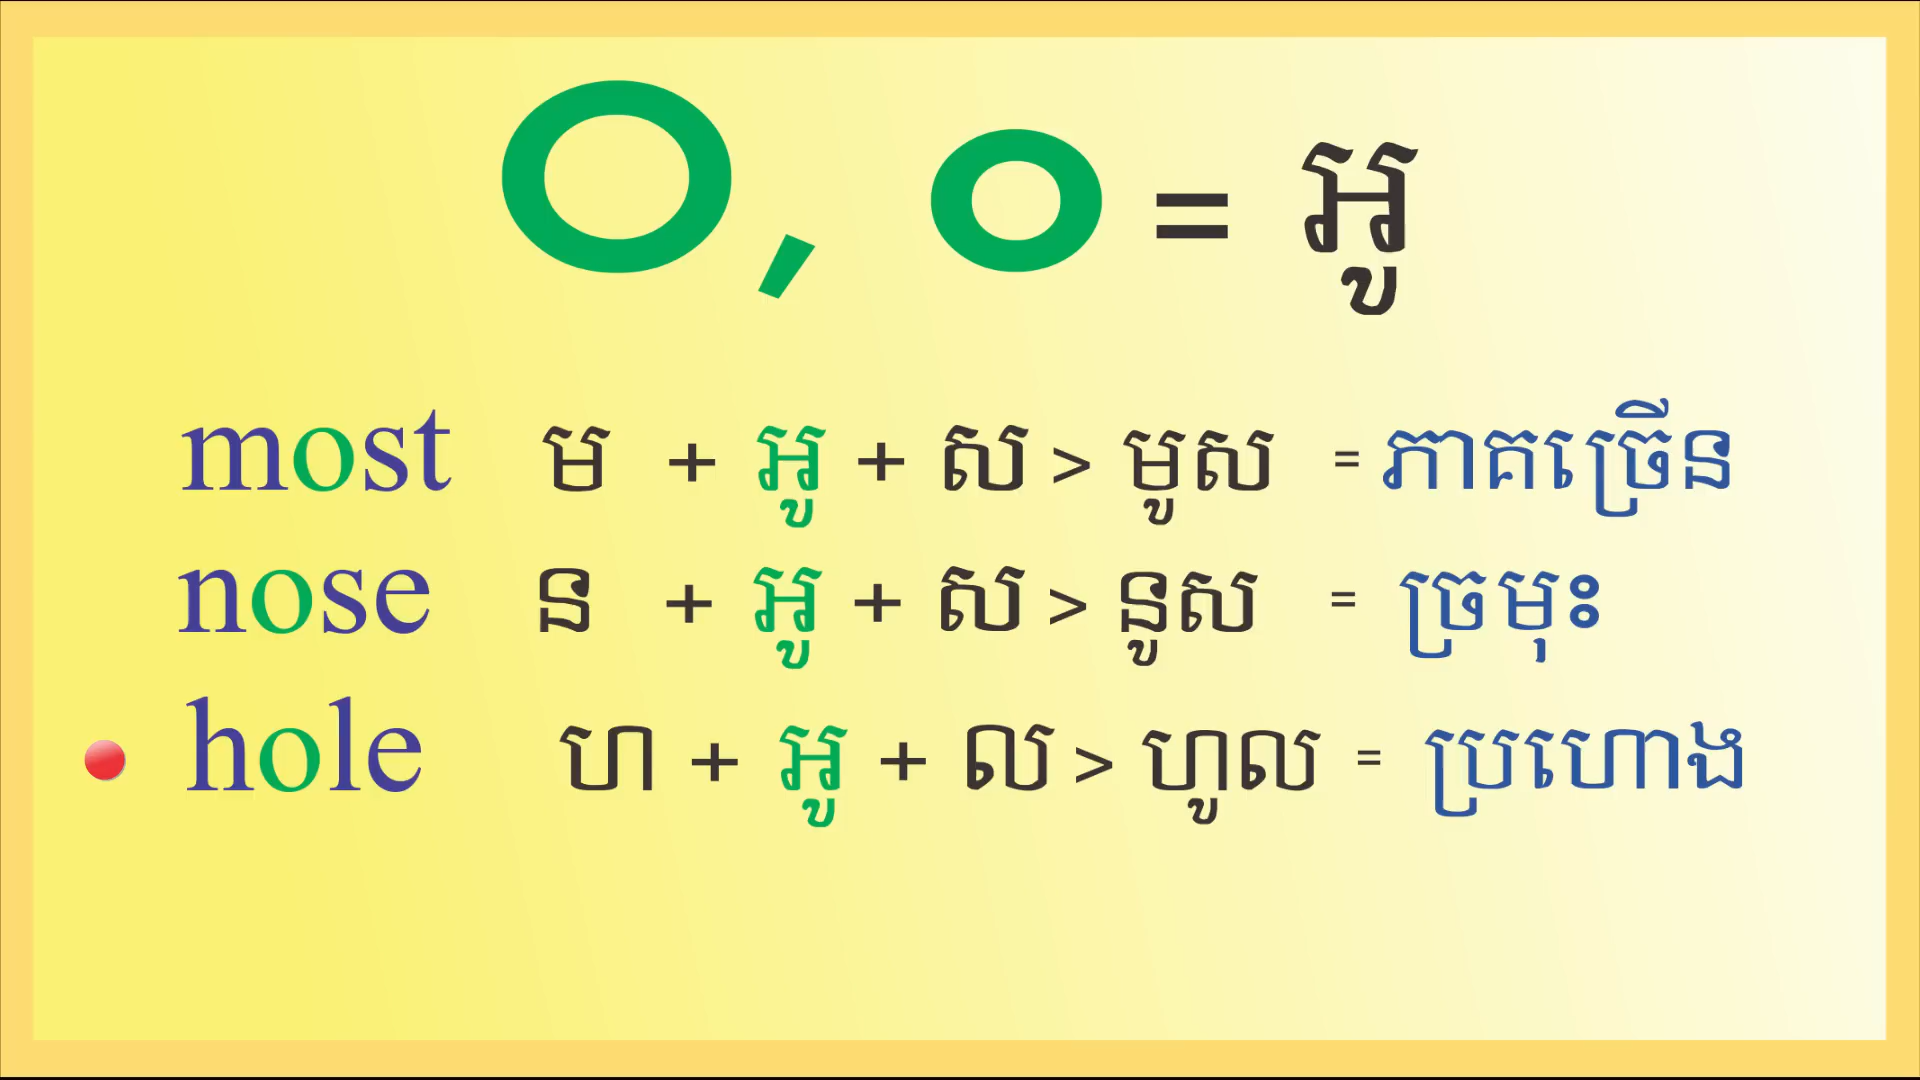 O, o = អូ
most ម + អូ + ស > មូស = ភាគច្រើន
nose ន + អូ + ស > នូស = ច្រមុះ
hole ហ + អូ + ល > ហូល = ប្រហោង